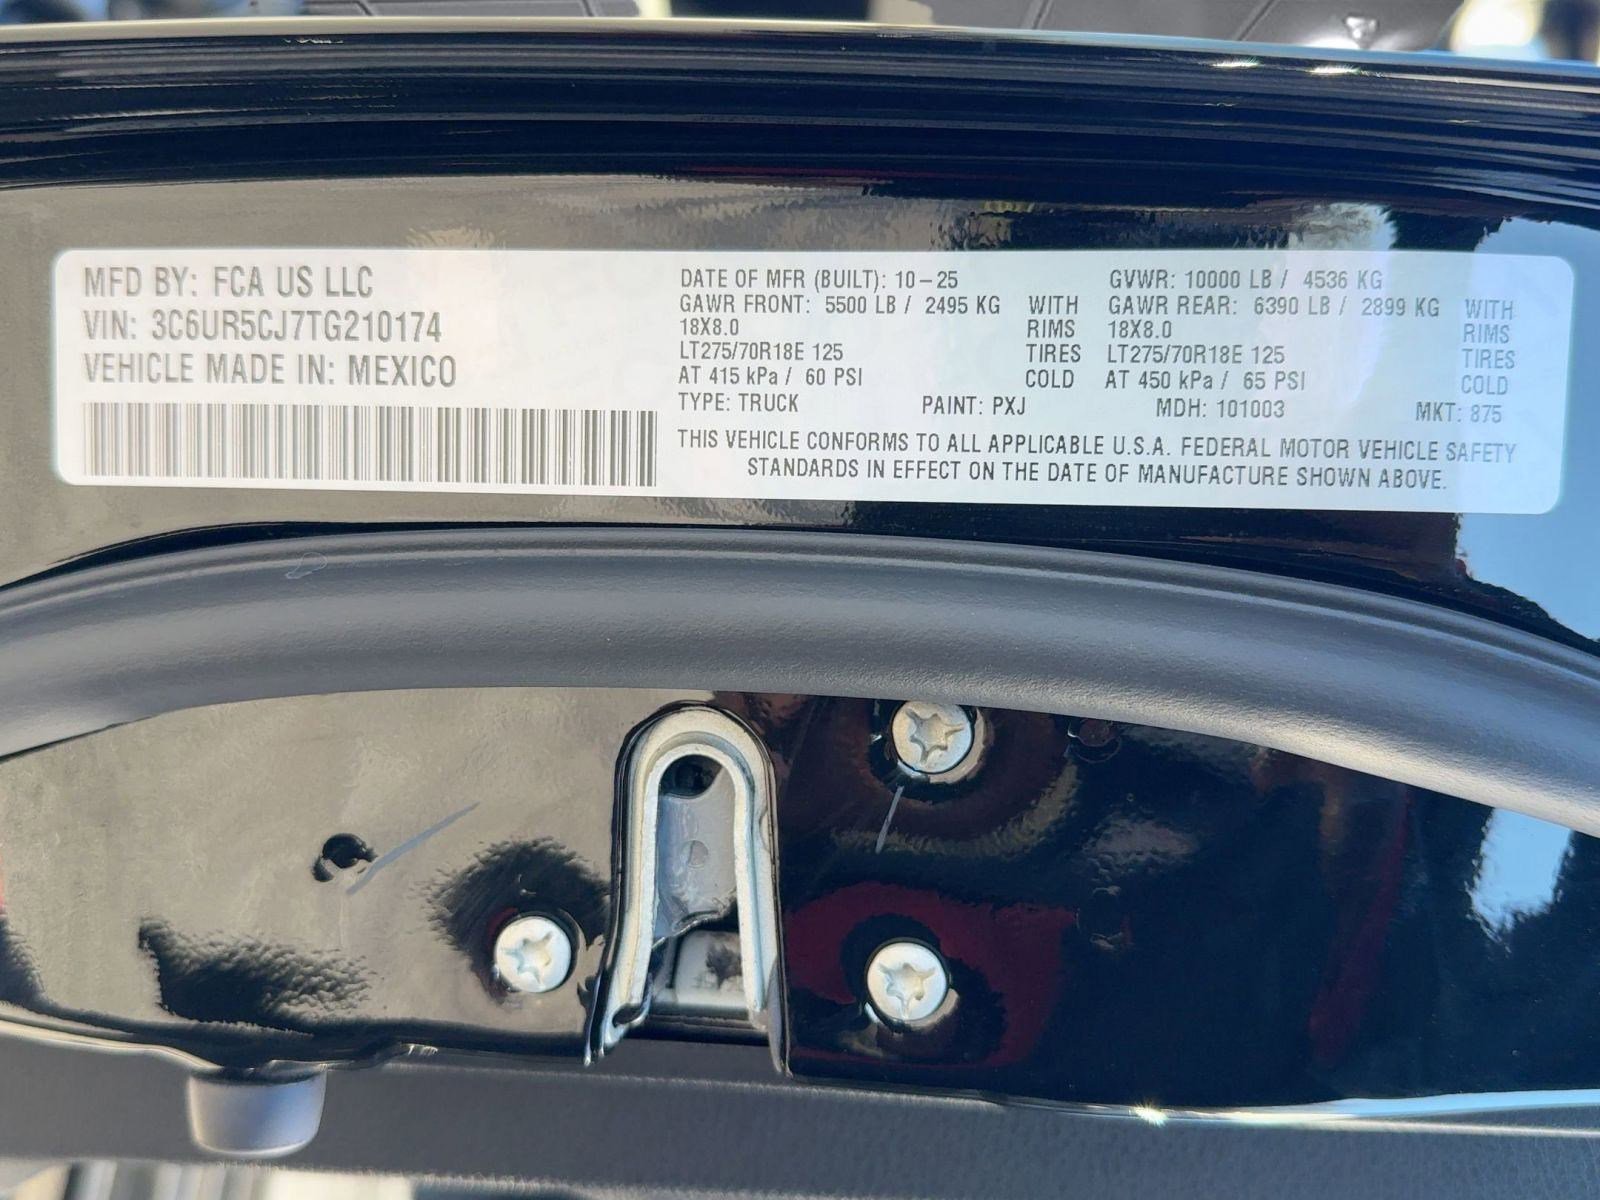 MFD BY: FCA US LLC
VIN: 3C6UR5CJ7TG210174
VEHICLE MADE IN: MEXICO
DATE OF MFR (BUILT): 10-25 GVWR: 10000 LB / 4536 KG
GAWR FRONT: 5500 LB / 2495 KG WITH GAWR REAR: 6390 LB / 2899 KG WITH
18X8.0 RIMS 18X8.0 RIMS
LT275/70R18E 125 TIRES LT275/70R18E 125 TIRES
AT 415 kPa / 60 PSI COLD AT 450 kPa / 65 PSI COLD
TYPE: TRUCK PAINT: PXJ MDH: 101003 MKT: 875
THIS VEHICLE CONFORMS TO ALL APPLICABLE U.S.A. FEDERAL MOTOR VEHICLE SAFETY
STANDARDS IN EFFECT ON THE DATE OF MANUFACTURE SHOWN ABOVE.